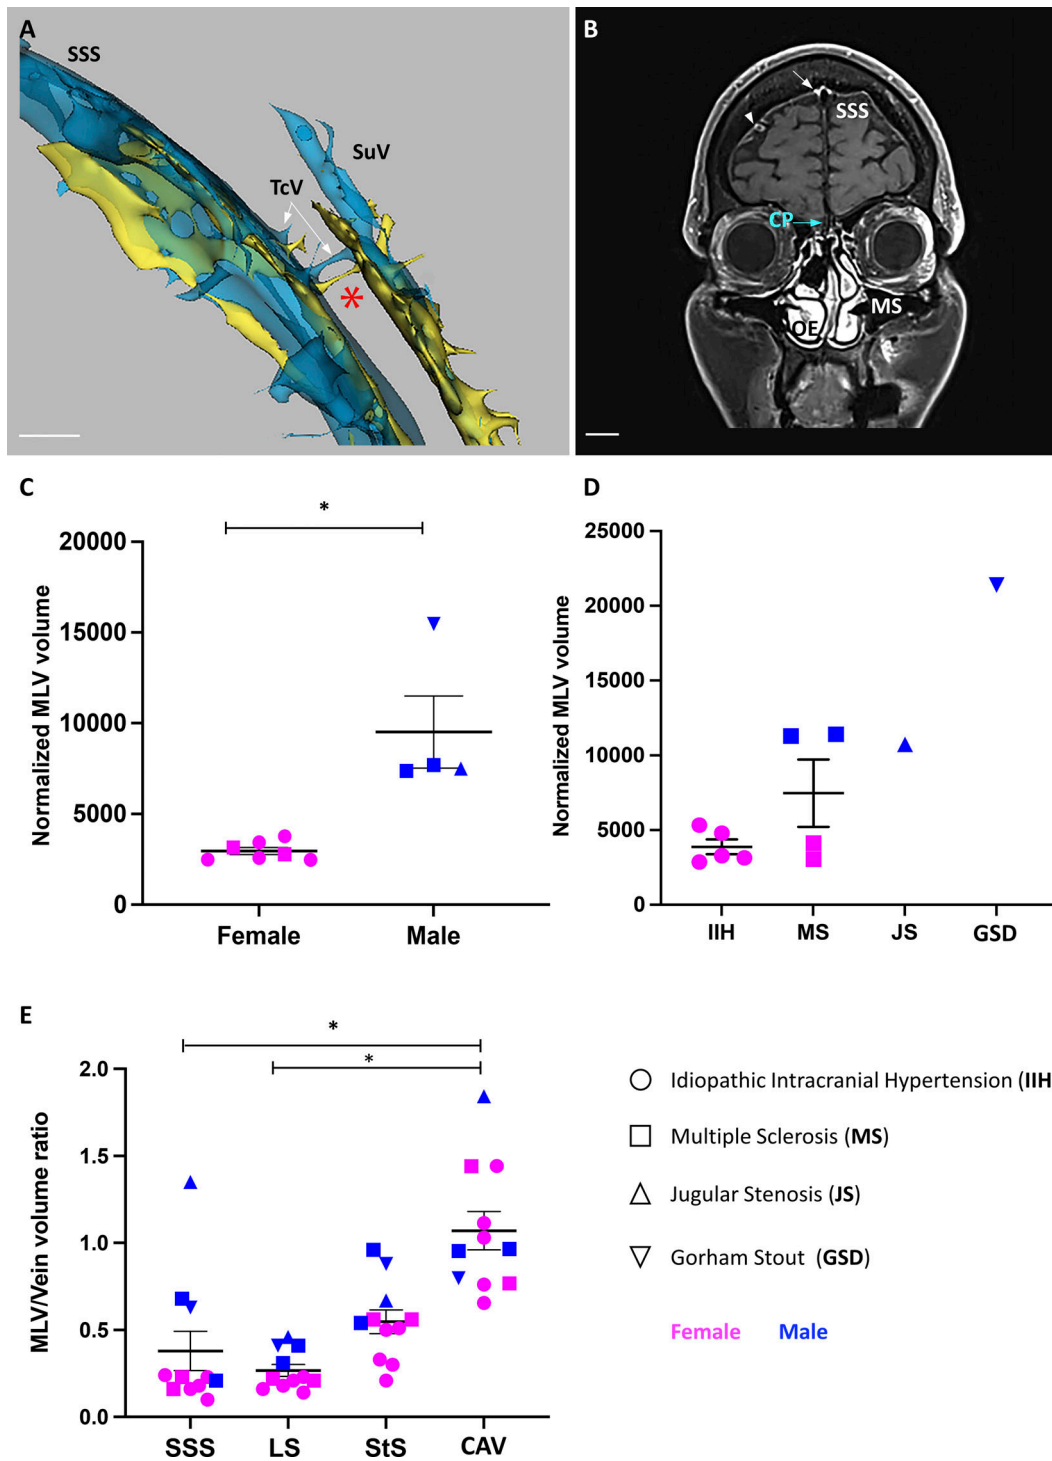 A
SSS
SuV
TcV
*
B
SSS
CP
MS
OE
C
*
20000
15000
10000
5000
0
Normalized MLV volume
Female
Male
D
25000
20000
15000
10000
5000
0
Normalized MLV volume
IIH
MS
JS
GSD
E
*
*
2.0
1.5
1.0
0.5
0.0
MLV/Vein volume ratio
SSS
LS
StS
CAV
Idiopathic Intracranial Hypertension (IIH
Multiple Sclerosis (MS)
Jugular Stenosis (JS)
Gorham Stout (GSD)
Female Male